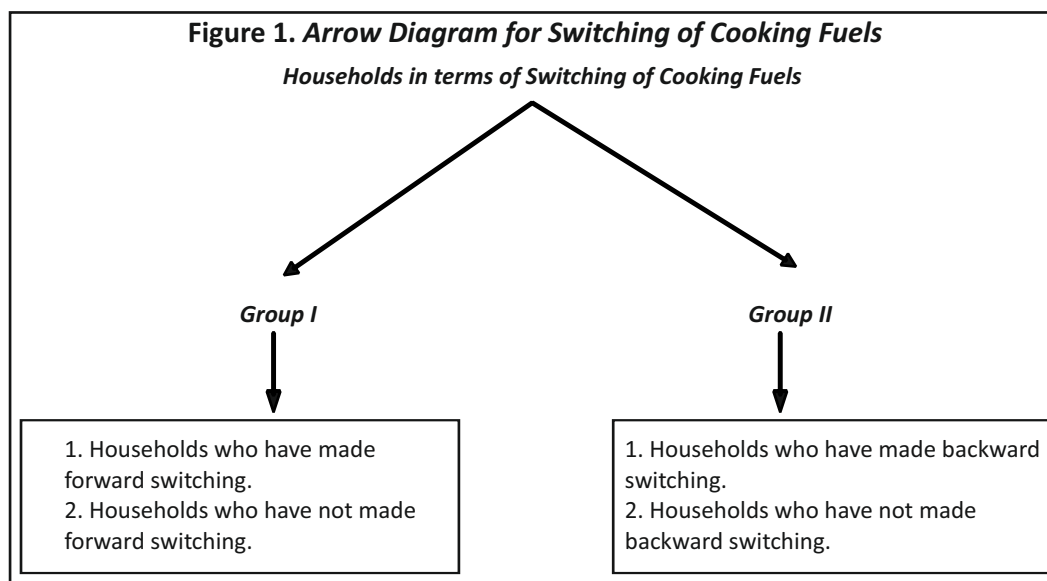 Figure 1. Arrow Diagram for Switching of Cooking Fuels
Households in terms of Switching of Cooking Fuels
Group I
Group II
1. Households who have made
forward switching.
2. Households who have not made
forward switching.
1. Households who have made backward
switching.
2. Households who have not made
backward switching.